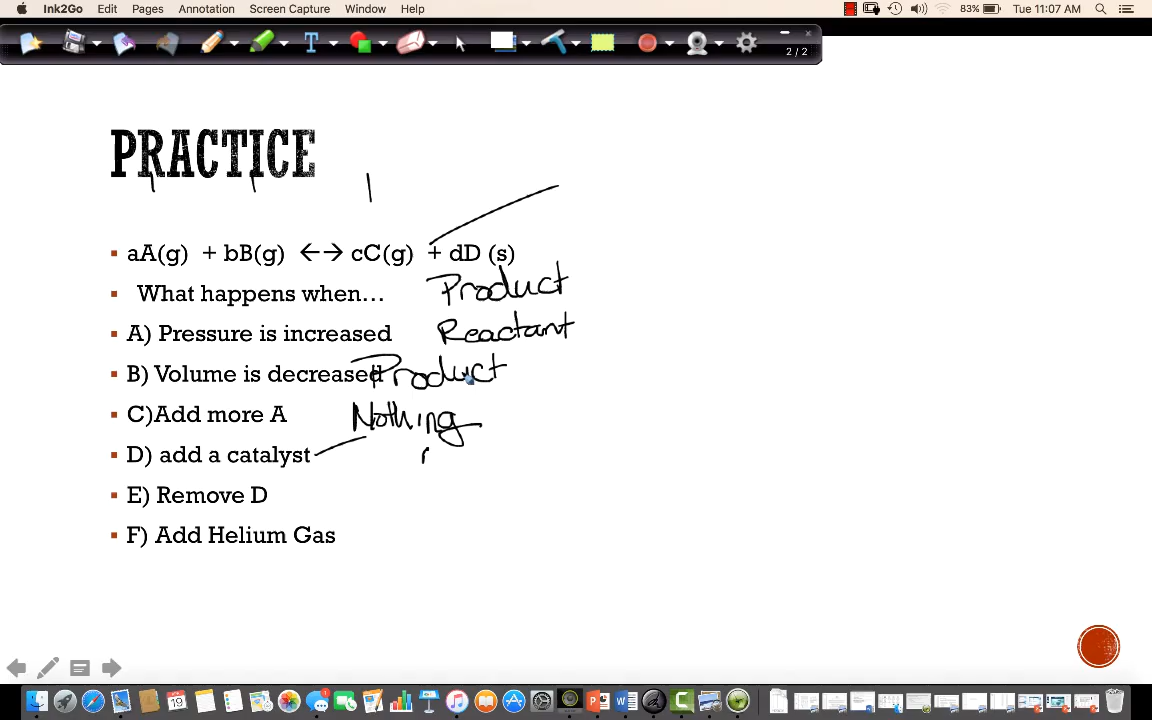 Ink2Go Edit Pages Annotation Screen Capture Window Help 83% Tue 11:07 AM
2 / 2
PRACTICE
aA(g) + bB(g) ←→ cC(g) + dD (s)
What happens when… Product
A) Pressure is increased Reactant
B) Volume is decreased Product
C)Add more A Nothing
D) add a catalyst
E) Remove D
F) Add Helium Gas